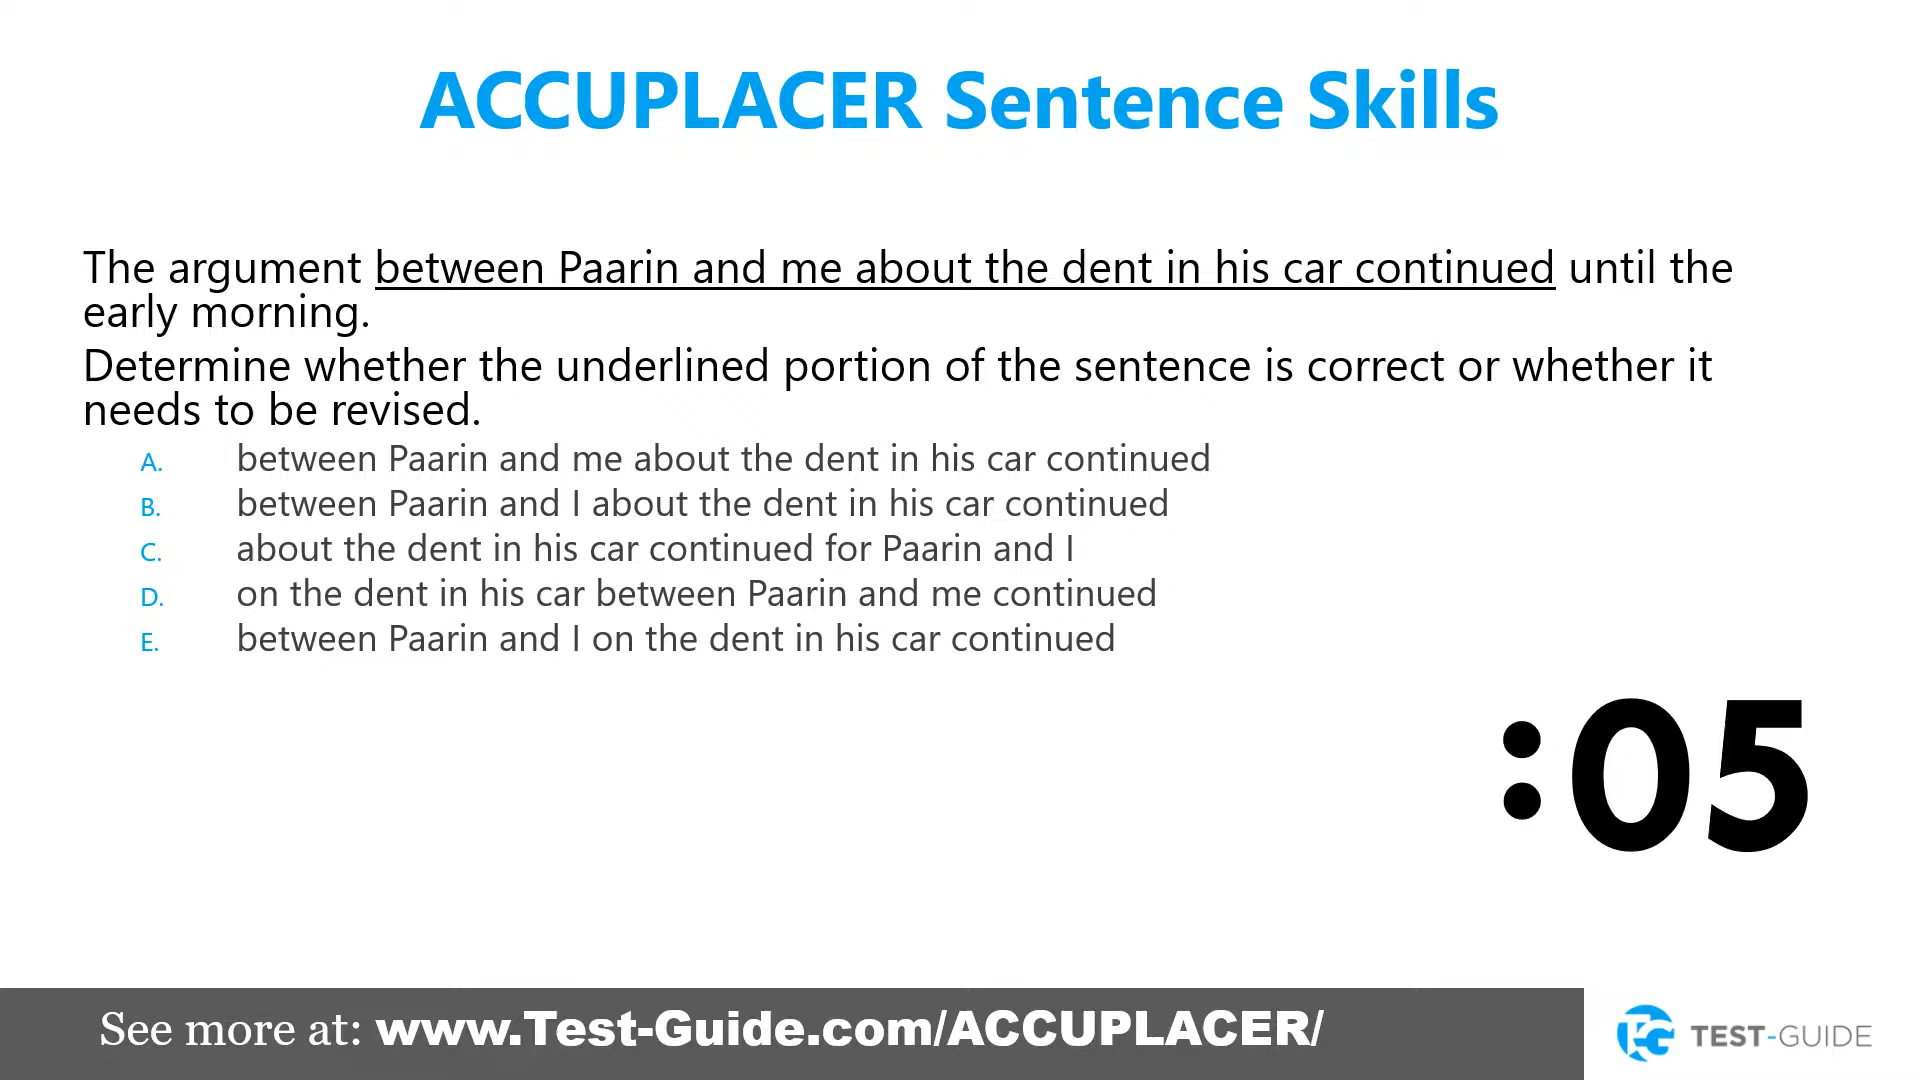 ACCUPLACER Sentence Skills
The argument between Paarin and me about the dent in his car continued until the
early morning.
Determine whether the underlined portion of the sentence is correct or whether it
needs to be revised.
A. between Paarin and me about the dent in his car continued
B. between Paarin and I about the dent in his car continued
C. about the dent in his car continued for Paarin and I
D. on the dent in his car between Paarin and me continued
E. between Paarin and I on the dent in his car continued
:05
See more at: www.Test-Guide.com/ACCUPLACER/
TG TEST-GUIDE